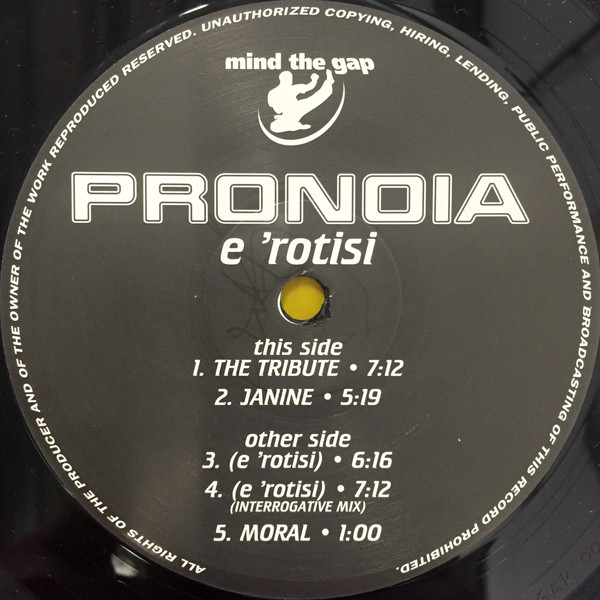 ALL RIGHTS OF THE PRODUCER AND OF THE OWNER OF THE WORK REPRODUCED RESERVED. UNAUTHORIZED COPYING, HIRING, LENDING, PUBLIC PERFORMANCE AND BROADCASTING OF THIS RECORD PROHIBITED.
mind the gap
PRONOIA
e 'rotisi
this side
1. THE TRIBUTE • 7:12
2. JANINE • 5:19
other side
3. (e 'rotisi) • 6:16
4. (e 'rotisi) • 7:12
(INTERROGATIVE MIX)
5. MORAL • 1:00